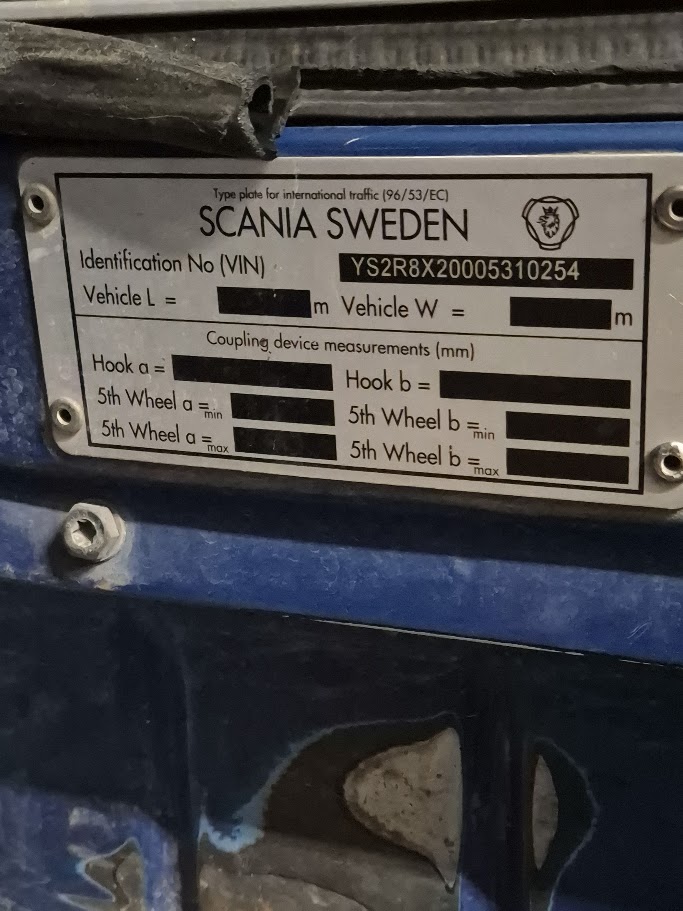 Type plate for international traffic (96/53/EC)
SCANIA SWEDEN
Identification No (VIN) YS2R8X20005310254
Vehicle L = m Vehicle W = m
Coupling device measurements (mm)
Hook a = Hook b =
5th Wheel a =min 5th Wheel b =min
5th Wheel a =max 5th Wheel b =max